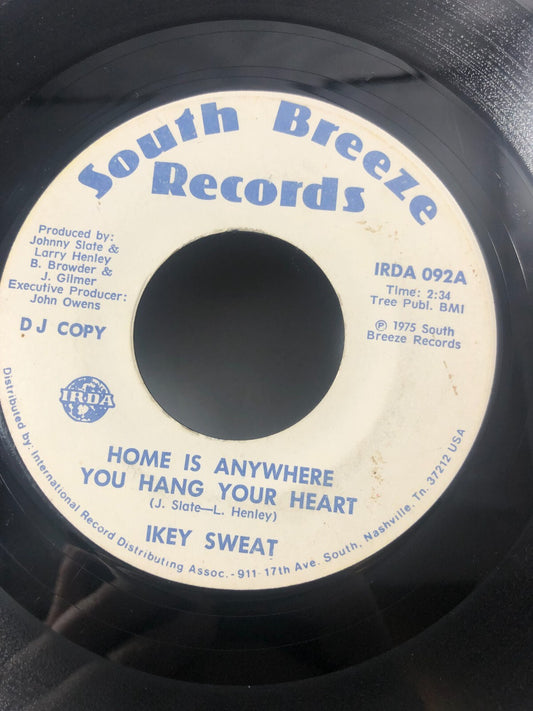 South Breeze
Records
Produced by:
Johnny Slate &
Larry Henley
B. Browder &
J. Gilmer
Executive Producer:
John Owens
DJ COPY
IRDA 092A
Time: 2:34
Tree Publ. BMI
℗ 1975 South
Breeze Records
IRDA
HOME IS ANYWHERE
YOU HANG YOUR HEART
(J. Slate—L. Henley)
IKEY SWEAT
Distributed by: International Record Distributing Assoc.-911-17th Ave. South, Nashville, Tn. 37212 USA